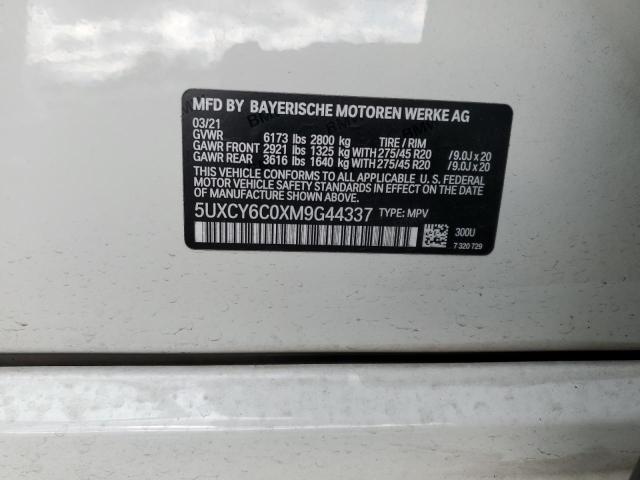 MFD BY BAYERISCHE MOTOREN WERKE AG
03/21
GVWR 6173 lbs 2800 kg TIRE / RIM
GAWR FRONT 2921 lbs 1325 kg WITH 275/45 R20 /9.0J x 20
GAWR REAR 3616 lbs 1640 kg WITH 275/45 R20 /9.0J x 20
THIS VEHICLE CONFORMS TO ALL APPLICABLE U. S. FEDERAL
MOTOR VEHICLE SAFETY STANDARDS IN EFFECT ON THE DATE
OF MANUFACTURE SHOWN ABOVE.
5UXCY6C0XM9G44337 TYPE: MPV
300U
7 320 729